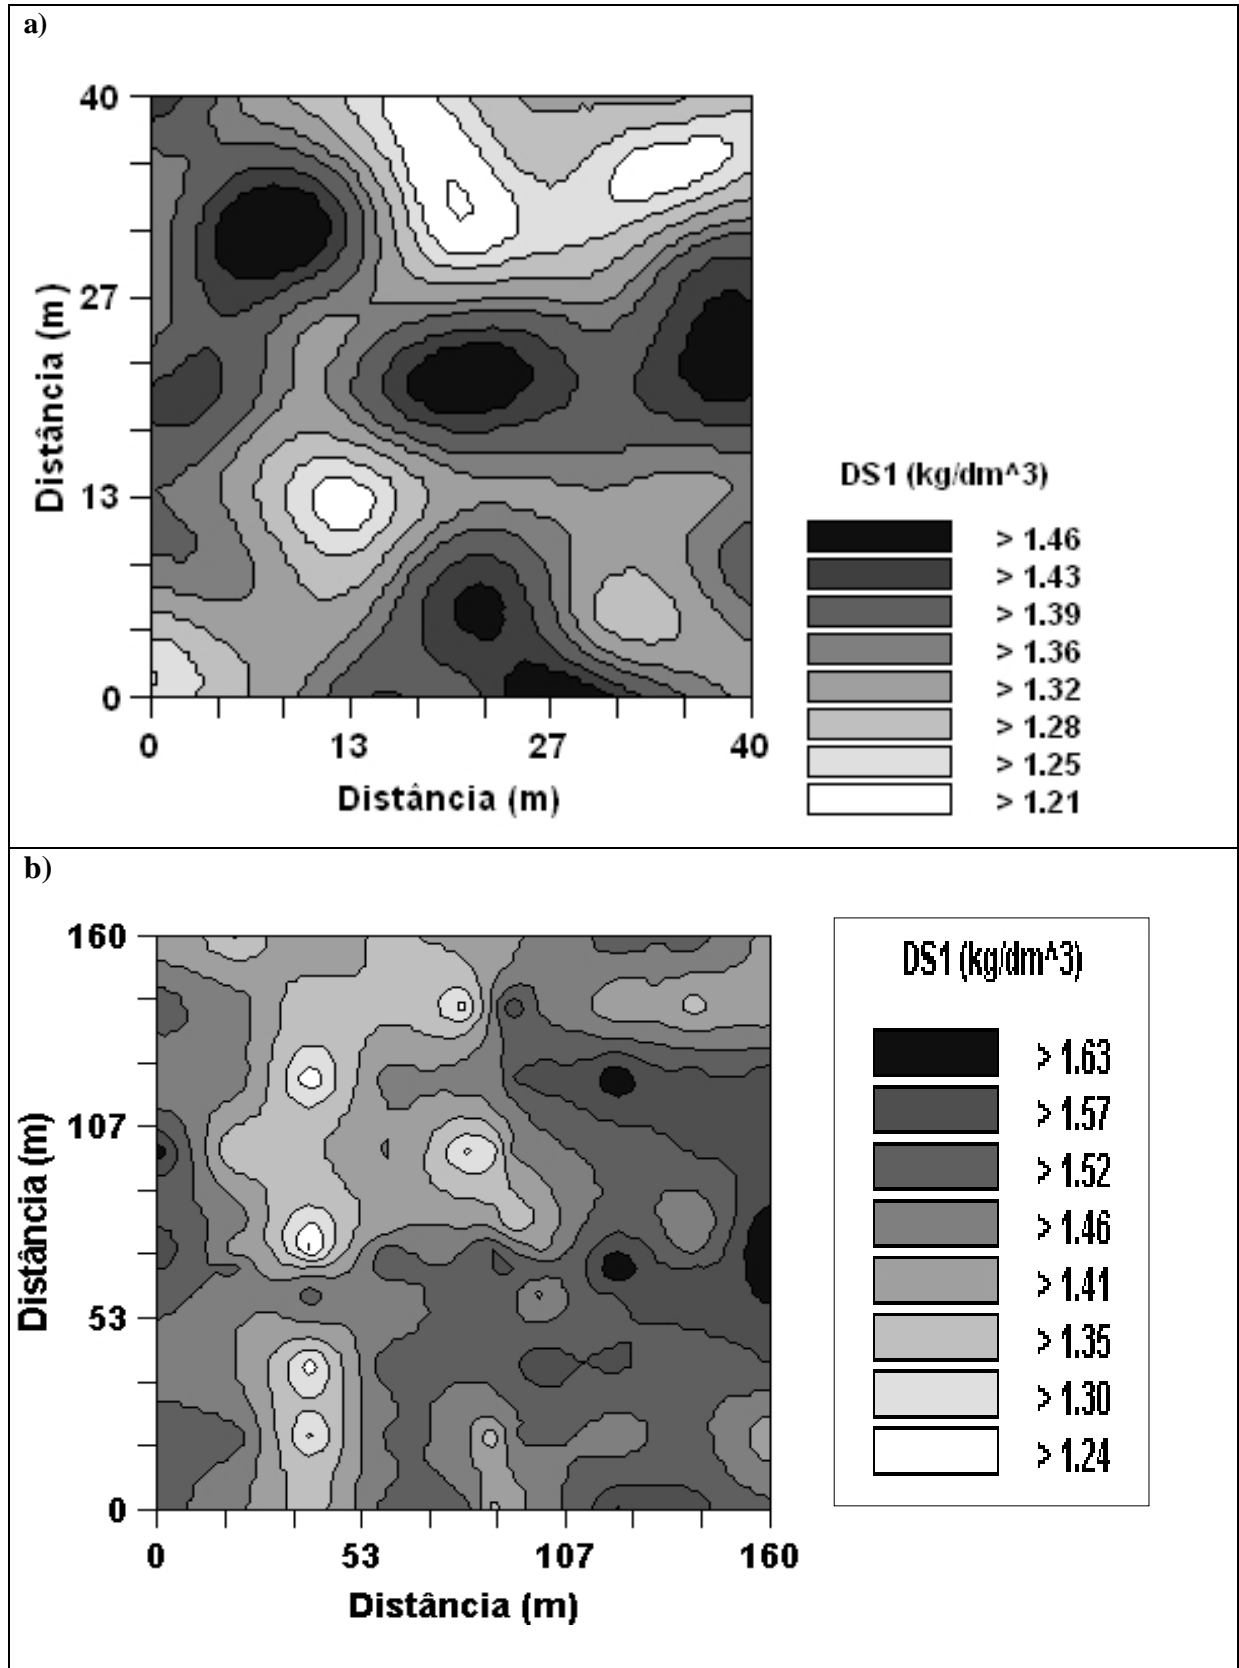 a)
40
27
13
0
Distância (m)
0 13 27 40
Distância (m)
DS1 (kg/dm^3)
> 1.46
> 1.43
> 1.39
> 1.36
> 1.32
> 1.28
> 1.25
> 1.21
b)
160
107
53
0
Distância (m)
0 53 107 160
Distância (m)
DS1 (kg/dm^3)
> 1.63
> 1.57
> 1.52
> 1.46
> 1.41
> 1.35
> 1.30
> 1.24